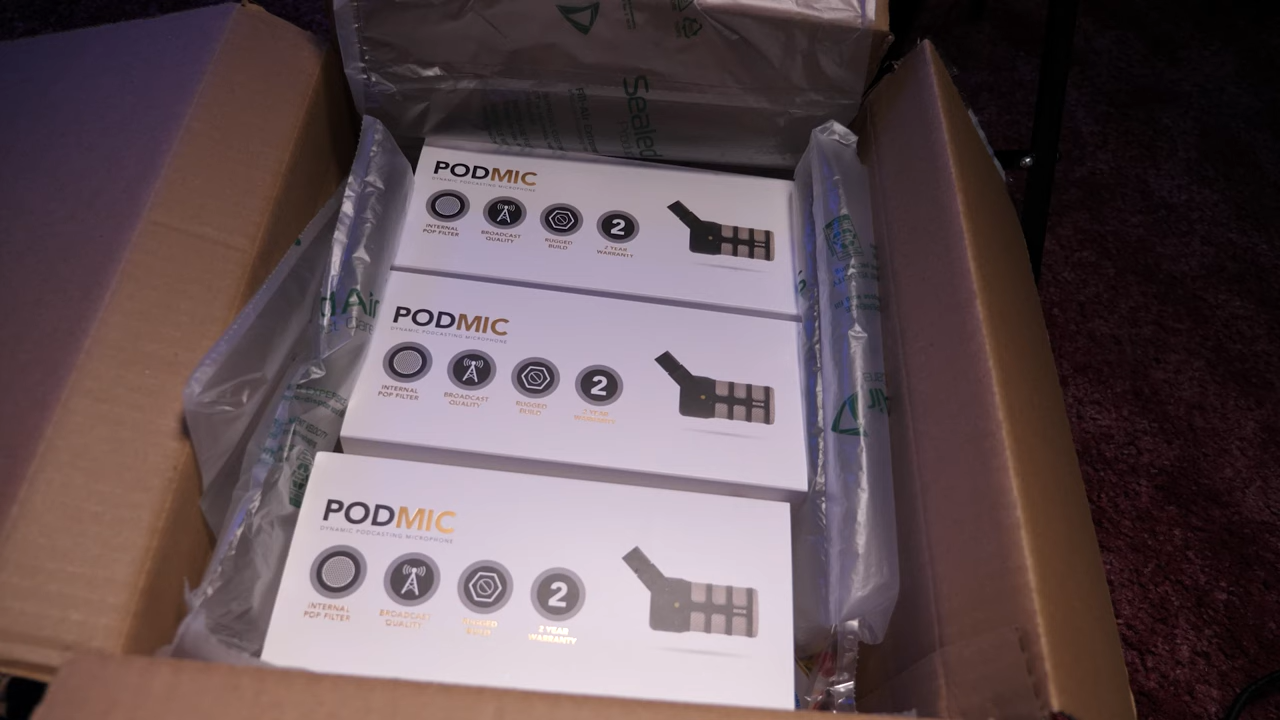 Sealed
PODMIC
DYNAMIC PODCASTING MICROPHONE
INTERNAL
POP FILTER
BROADCAST
QUALITY
RUGGED
BUILD
2
2 YEAR
WARRANTY
PODMIC
DYNAMIC PODCASTING MICROPHONE
INTERNAL
POP FILTER
BROADCAST
QUALITY
RUGGED
BUILD
2
2 YEAR
WARRANTY
PODMIC
DYNAMIC PODCASTING MICROPHONE
INTERNAL
POP FILTER
BROADCAST
QUALITY
RUGGED
BUILD
2
2 YEAR
WARRANTY
Air